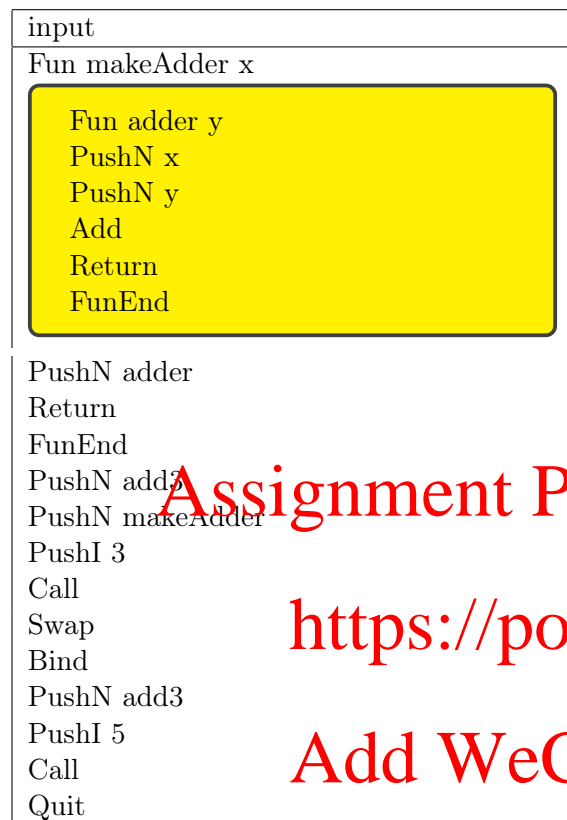 input
Fun makeAdder x
Fun adder y
PushN x
PushN y
Add
Return
FunEnd
PushN adder
Return
FunEnd
PushN add3
Assignment P
PushN makeAdder
PushI 3
Call
https://po
Swap
Bind
PushN add3
PushI 5
Add WeC
Call
Quit